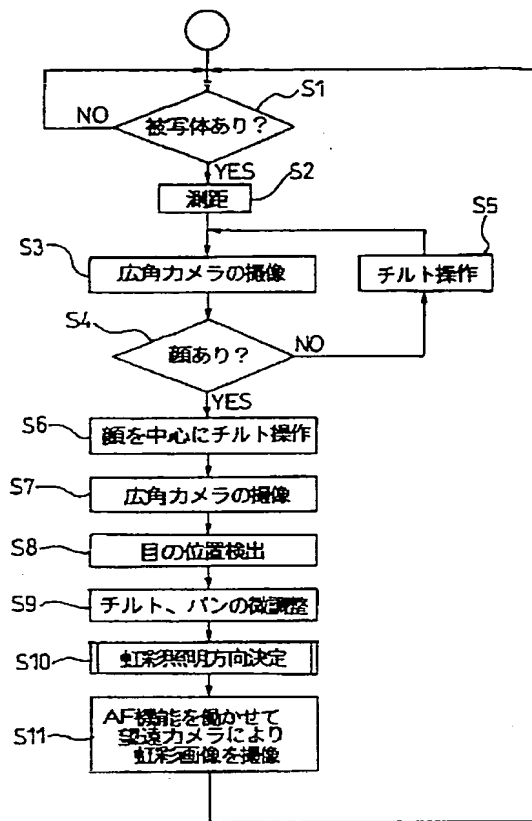 S1
被写体あり?
NO
YES
S2
測距
S5
S3
広角カメラの撮像
チルト操作
S4
顔あり?
NO
YES
S6
顔を中心にチルト操作
S7
広角カメラの撮像
S8
目の位置検出
S9
チルト、パンの微調整
S10
虹彩照明方向決定
S11
AF機能を働かせて
望遠カメラにより
虹彩画像を撮像